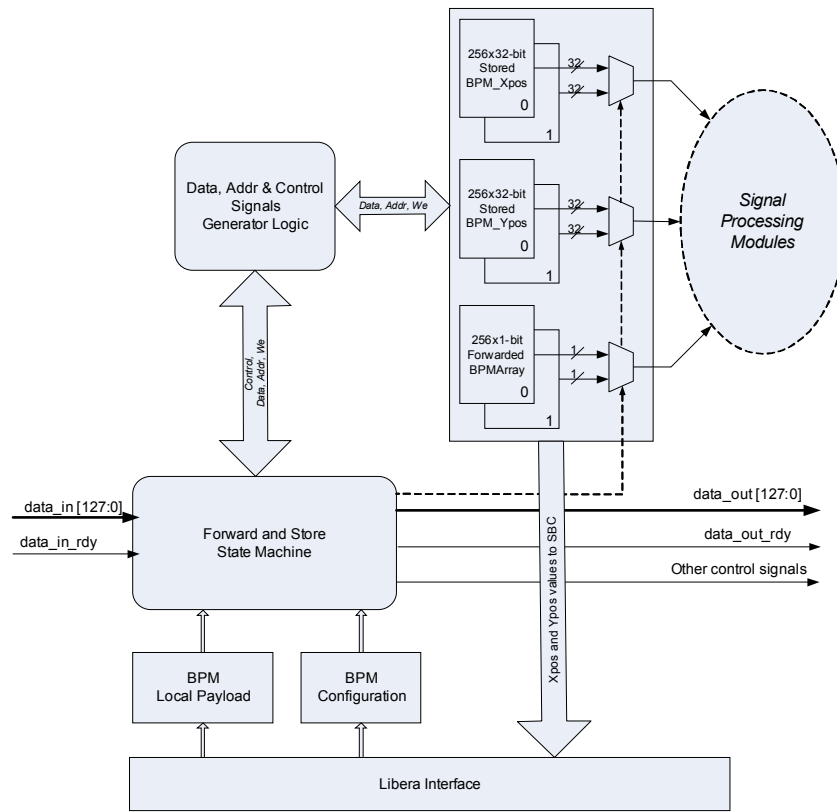 256x32-bit
Stored
BPM_Xpos
0
1
32
32
256x32-bit
Stored
BPM_Ypos
0
1
32
32
256x1-bit
Forwarded
BPMArray
0
1
1
1
Signal
Processing
Modules
Data, Addr & Control
Signals
Generator Logic
Data, Addr, We
Control,
Data, Addr, We
data_in [127:0]
data_in_rdy
Forward and Store
State Machine
data_out [127:0]
data_out_rdy
Other control signals
Xpos and Ypos values to SBC
BPM
Local Payload
BPM
Configuration
Libera Interface